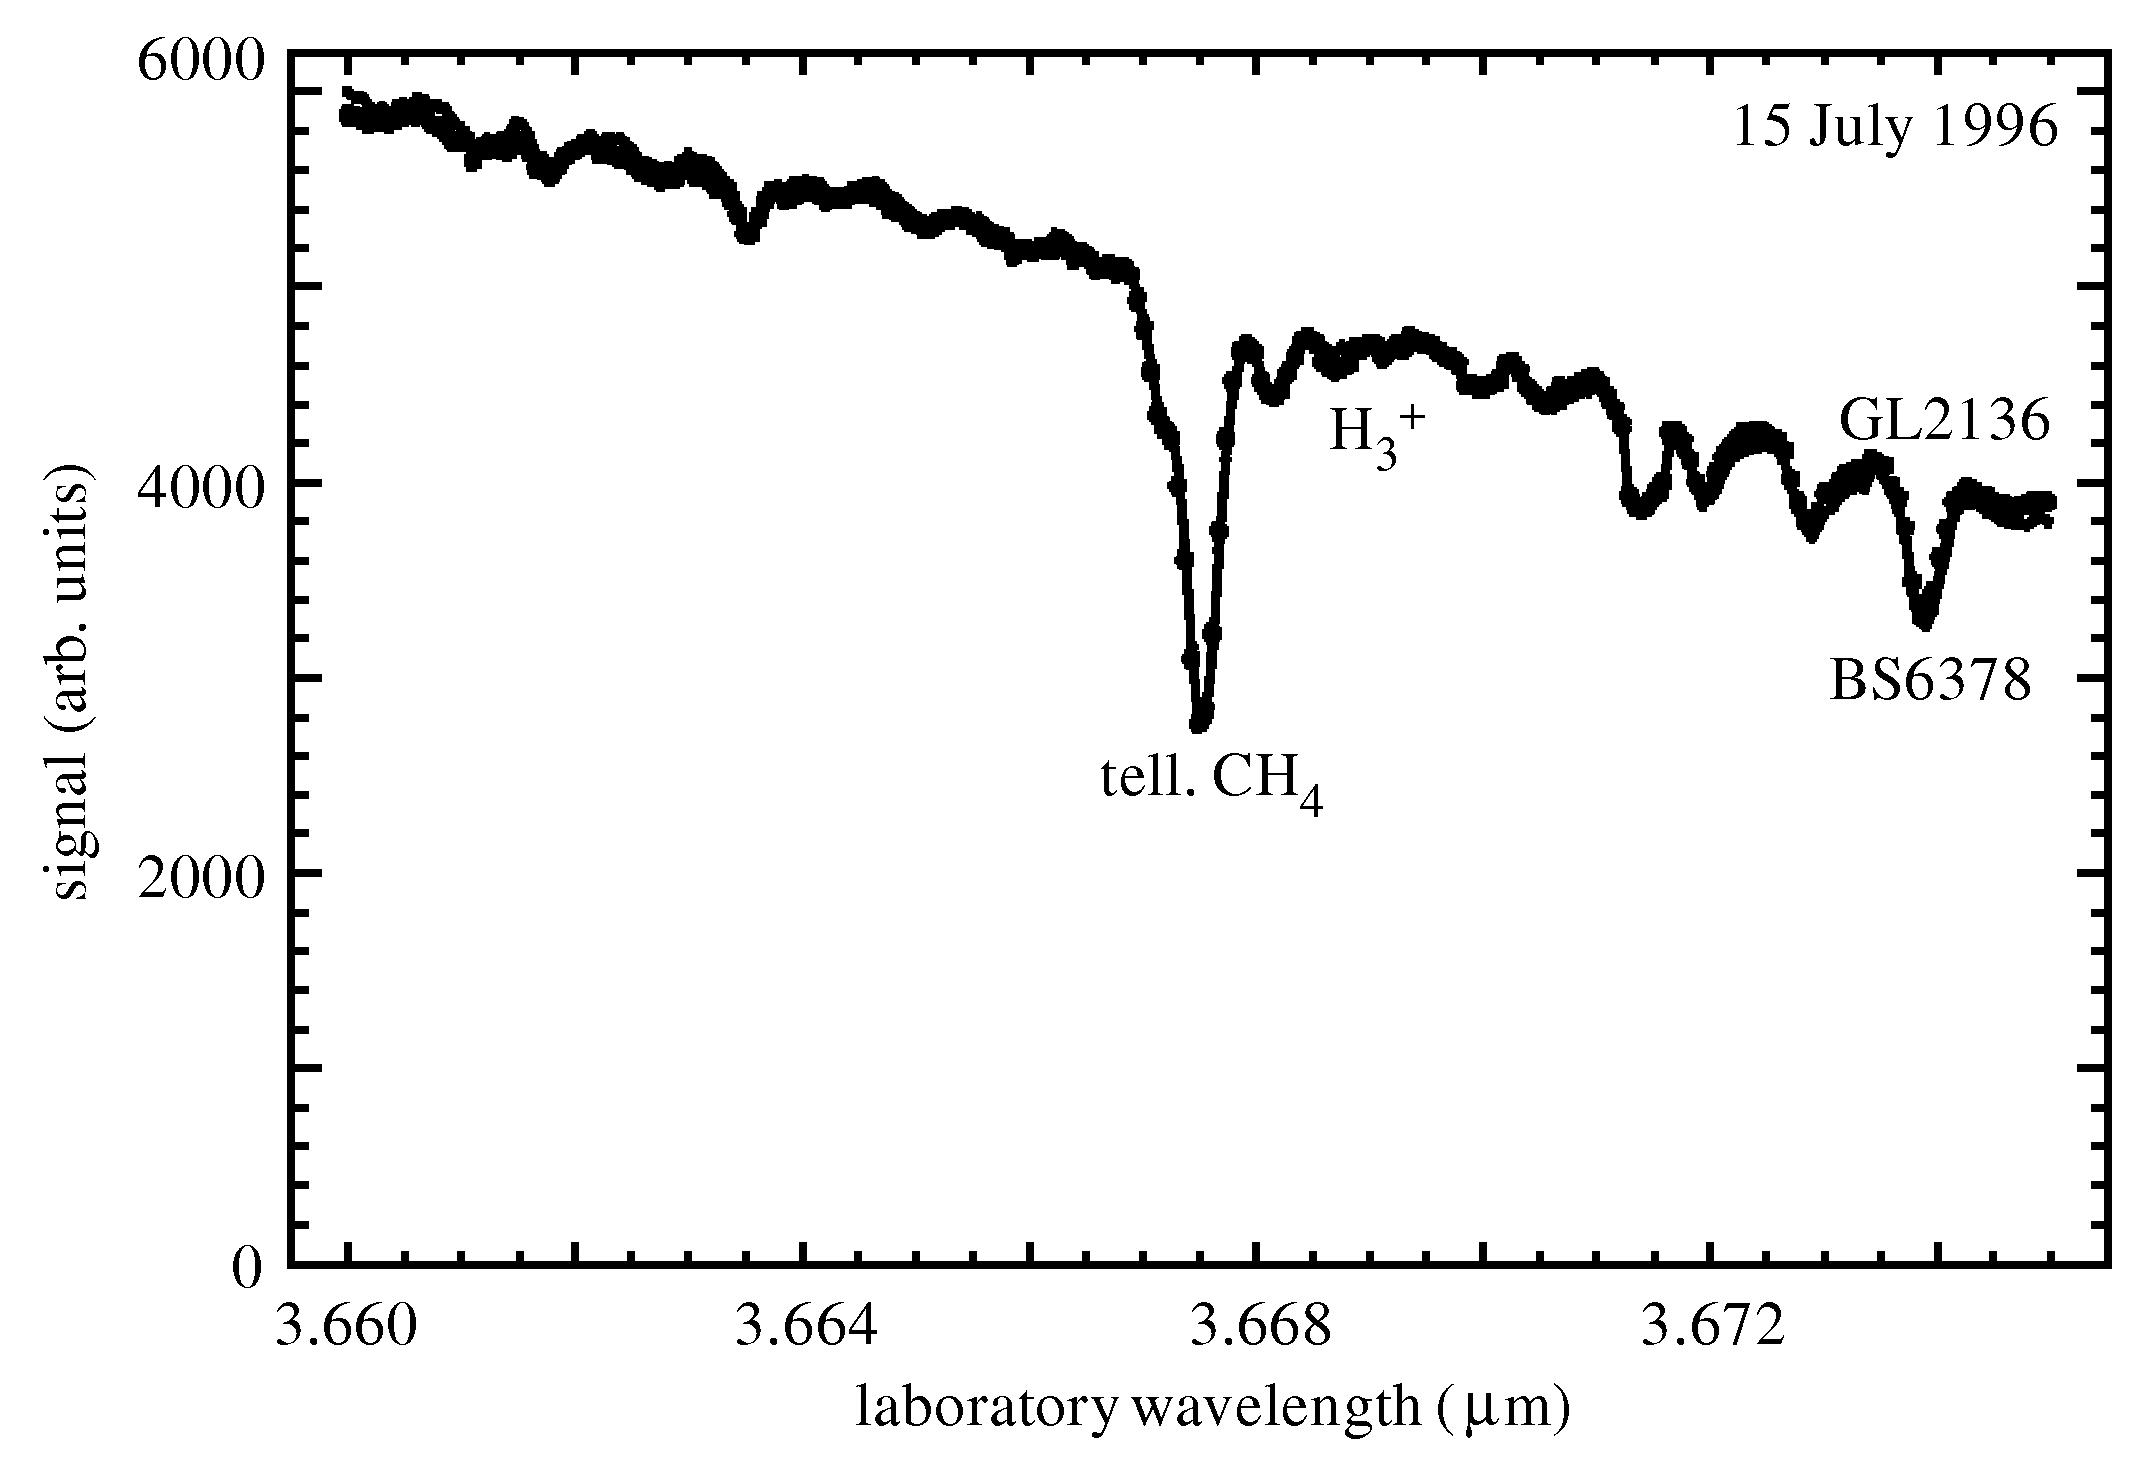 6000
15 July 1996
GL2136
H3+
4000
BS6378
tell. CH4
signal (arb. units)
2000
0
3.660 3.664 3.668 3.672
laboratory wavelength (μm)